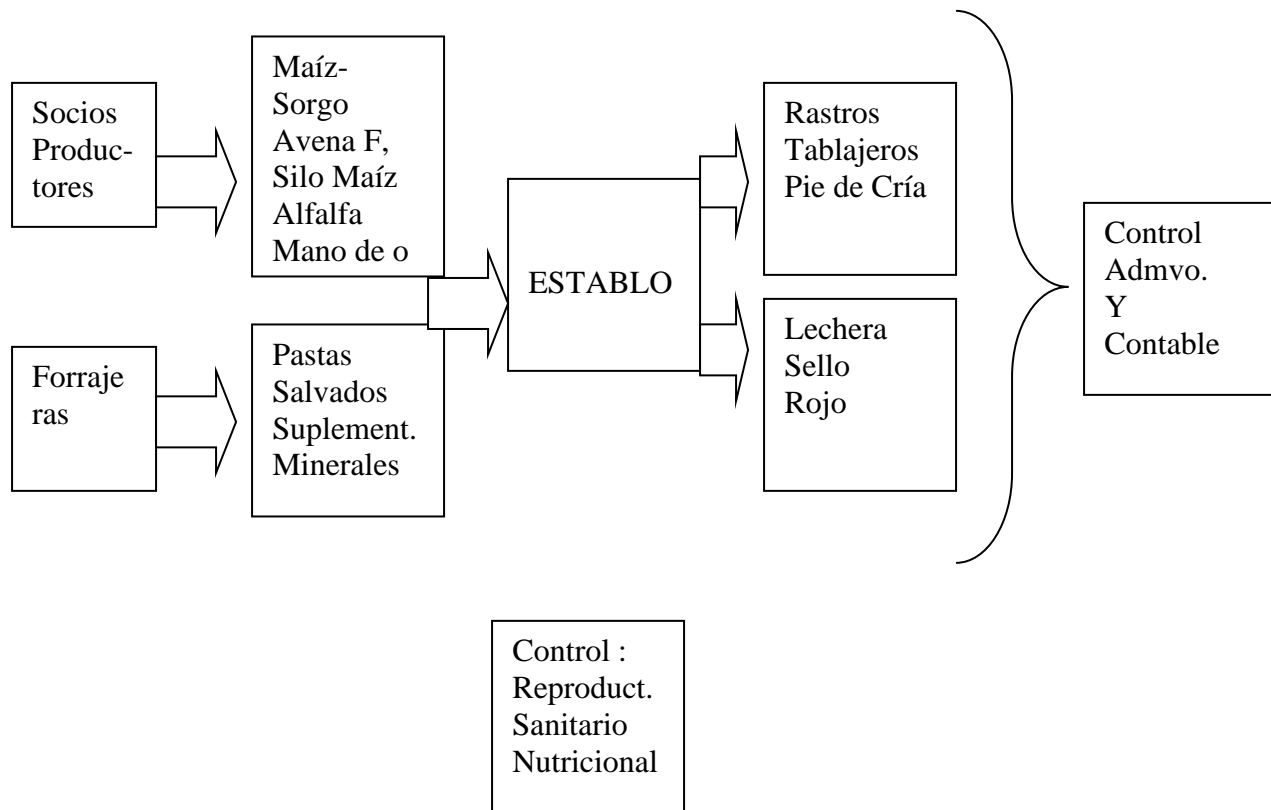 Socios
Produc-
tores
Maíz-
Sorgo
Avena F,
Silo Maíz
Alfalfa
Mano de o
Forraje
ras
Pastas
Salvados
Suplement.
Minerales
ESTABLO
Rastros
Tablajeros
Pie de Cría
Lechera
Sello
Rojo
Control
Admvo.
Y
Contable
Control :
Reproduct.
Sanitario
Nutricional